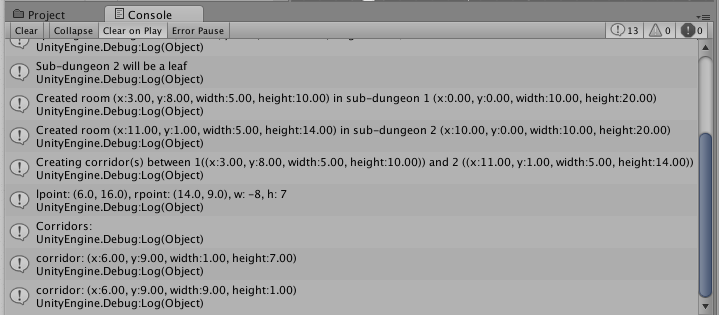 Project
Console
Clear
Collapse
Clear on Play
Error Pause
13
0
0
UnityEngine.Debug:Log(Object)
Sub-dungeon 2 will be a leaf
UnityEngine.Debug:Log(Object)
Created room (x:3.00, y:8.00, width:5.00, height:10.00) in sub-dungeon 1 (x:0.00, y:0.00, width:10.00, height:20.00)
UnityEngine.Debug:Log(Object)
Created room (x:11.00, y:1.00, width:5.00, height:14.00) in sub-dungeon 2 (x:10.00, y:0.00, width:10.00, height:20.00)
UnityEngine.Debug:Log(Object)
Creating corridor(s) between 1((x:3.00, y:8.00, width:5.00, height:10.00)) and 2 ((x:11.00, y:1.00, width:5.00, height:14.00))
UnityEngine.Debug:Log(Object)
lpoint: (6.0, 16.0), rpoint: (14.0, 9.0), w: -8, h: 7
UnityEngine.Debug:Log(Object)
Corridors:
UnityEngine.Debug:Log(Object)
corridor: (x:6.00, y:9.00, width:1.00, height:7.00)
UnityEngine.Debug:Log(Object)
corridor: (x:6.00, y:9.00, width:9.00, height:1.00)
UnityEngine.Debug:Log(Object)